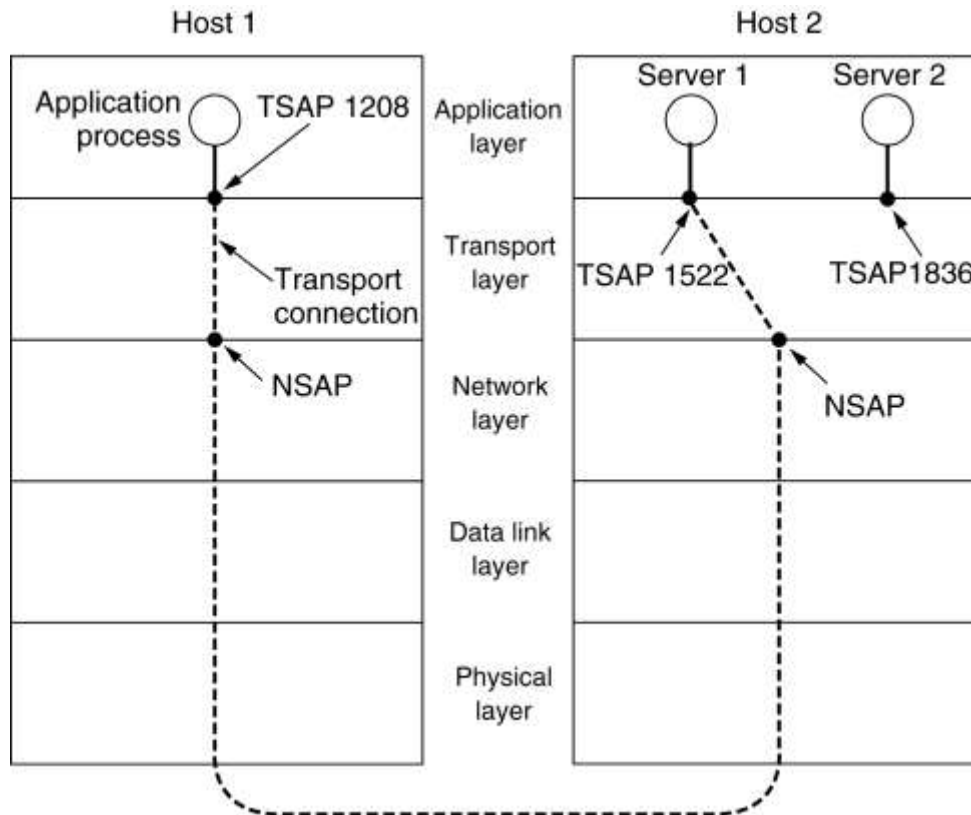 Host 1
Host 2
Application
process
TSAP 1208
Application
layer
Server 1
Server 2
Transport
connection
Transport
layer
TSAP 1522
TSAP1836
NSAP
Network
layer
NSAP
Data link
layer
Physical
layer